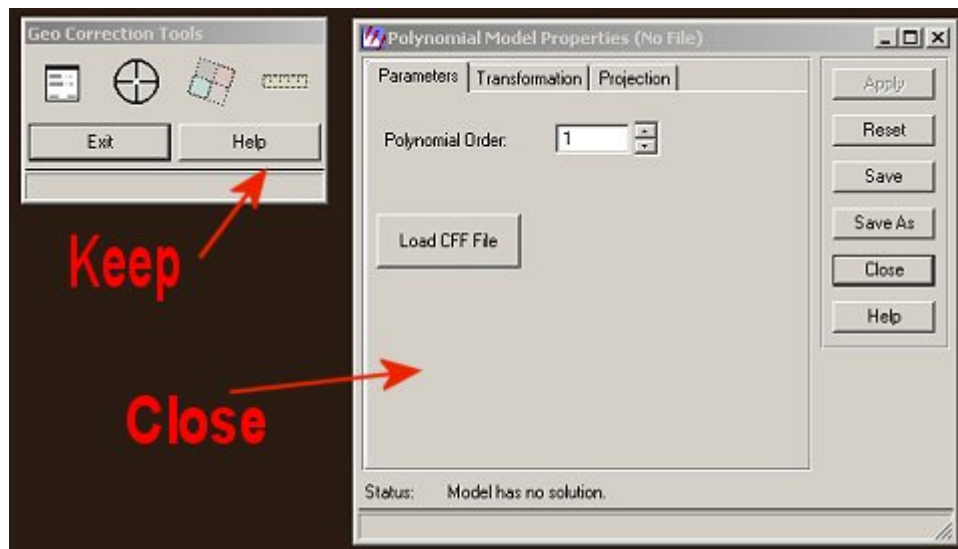 Geo Correction Tools
Exit Help
Keep
Close
Polynomial Model Properties (No File)
Parameters Transformation Projection
Polynomial Order: 1
Load CFF File
Apply
Reset
Save
Save As
Close
Help
Status: Model has no solution.